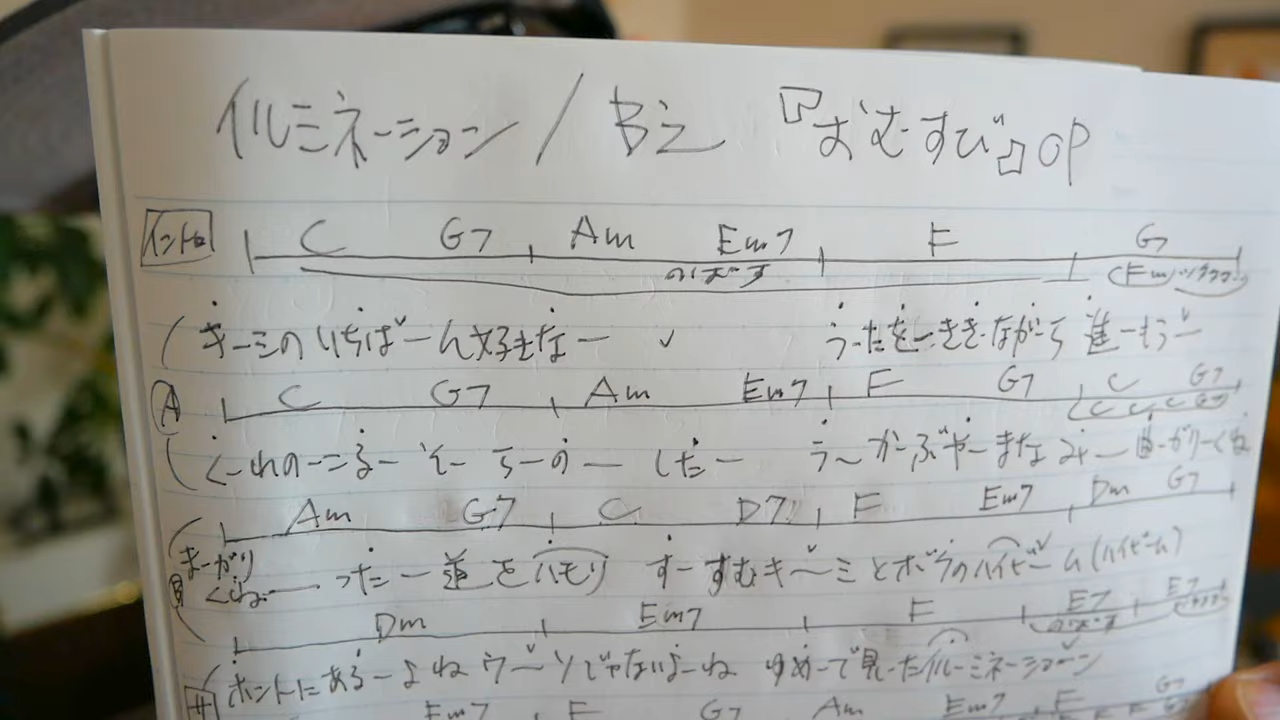 イルミネーション / B'z 『おむすび』OP
イントロ C G7 Am Em7 F G7
のばす (Fm)
きーミのいちばーん好きなー うーたをーききーながーら 進ーもうー
A C G7 Am Em7 F G7 C G7
C C C G7
くーれのーこるー そーらーのー したー うーかーぶやーまなみー
Am G7 C D7 F Em7 Dm G7
まーがり
B くねーーったー道をハモリ すーすむキーミとボクのハイビーム(ハイビーム)
Dm Em7 F E7 E7
のばす
ホントにあるーよね ウーソじゃないよーね ゆめーで見ーたイルーミネーション
サ Em7 F G7 Am Em7 F G7